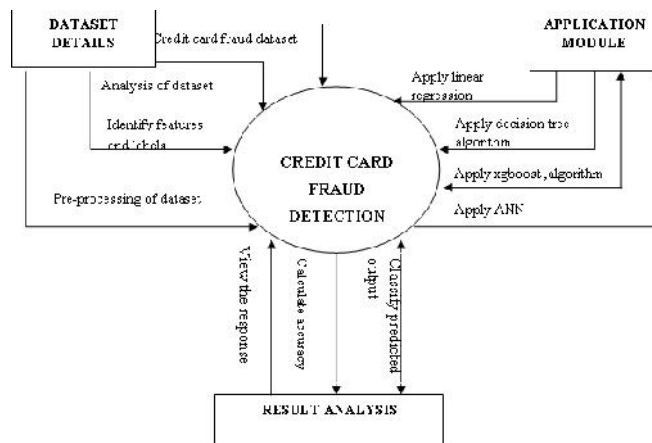 DATASET
DETAILS
Credit card fraud dataset
APPLICATION
MODULE
Analysis of dataset
Apply linear
regression
Identify features
and labels
Apply decision tree
algorithm
CREDIT CARD
FRAUD
DETECTION
Apply xgboost, algorithm
Pre-processing of dataset
Apply ANN
View the
response
Calculate accuracy
Classify predicted
output
RESULT ANALYSIS